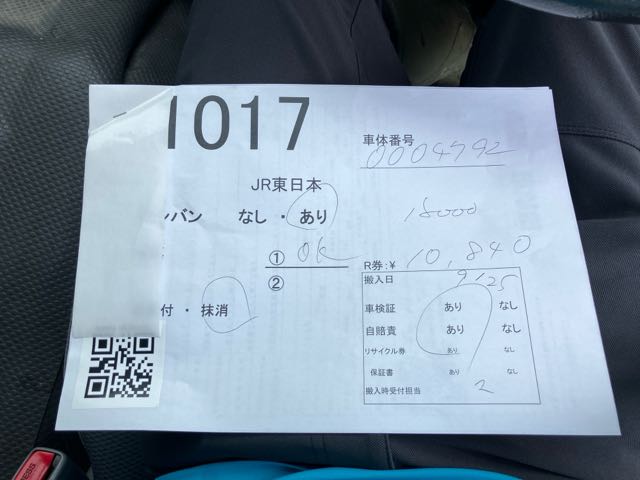 1017
車体番号
0004792
JR東日本
ンバン なし・あり
18000
① OK
R券:¥ 10,840
②
搬入日 9/25
車検証 あり なし
付・抹消
自賠責 あり なし
リサイクル券 あり なし
保証書 あり なし
搬入時受付担当 2